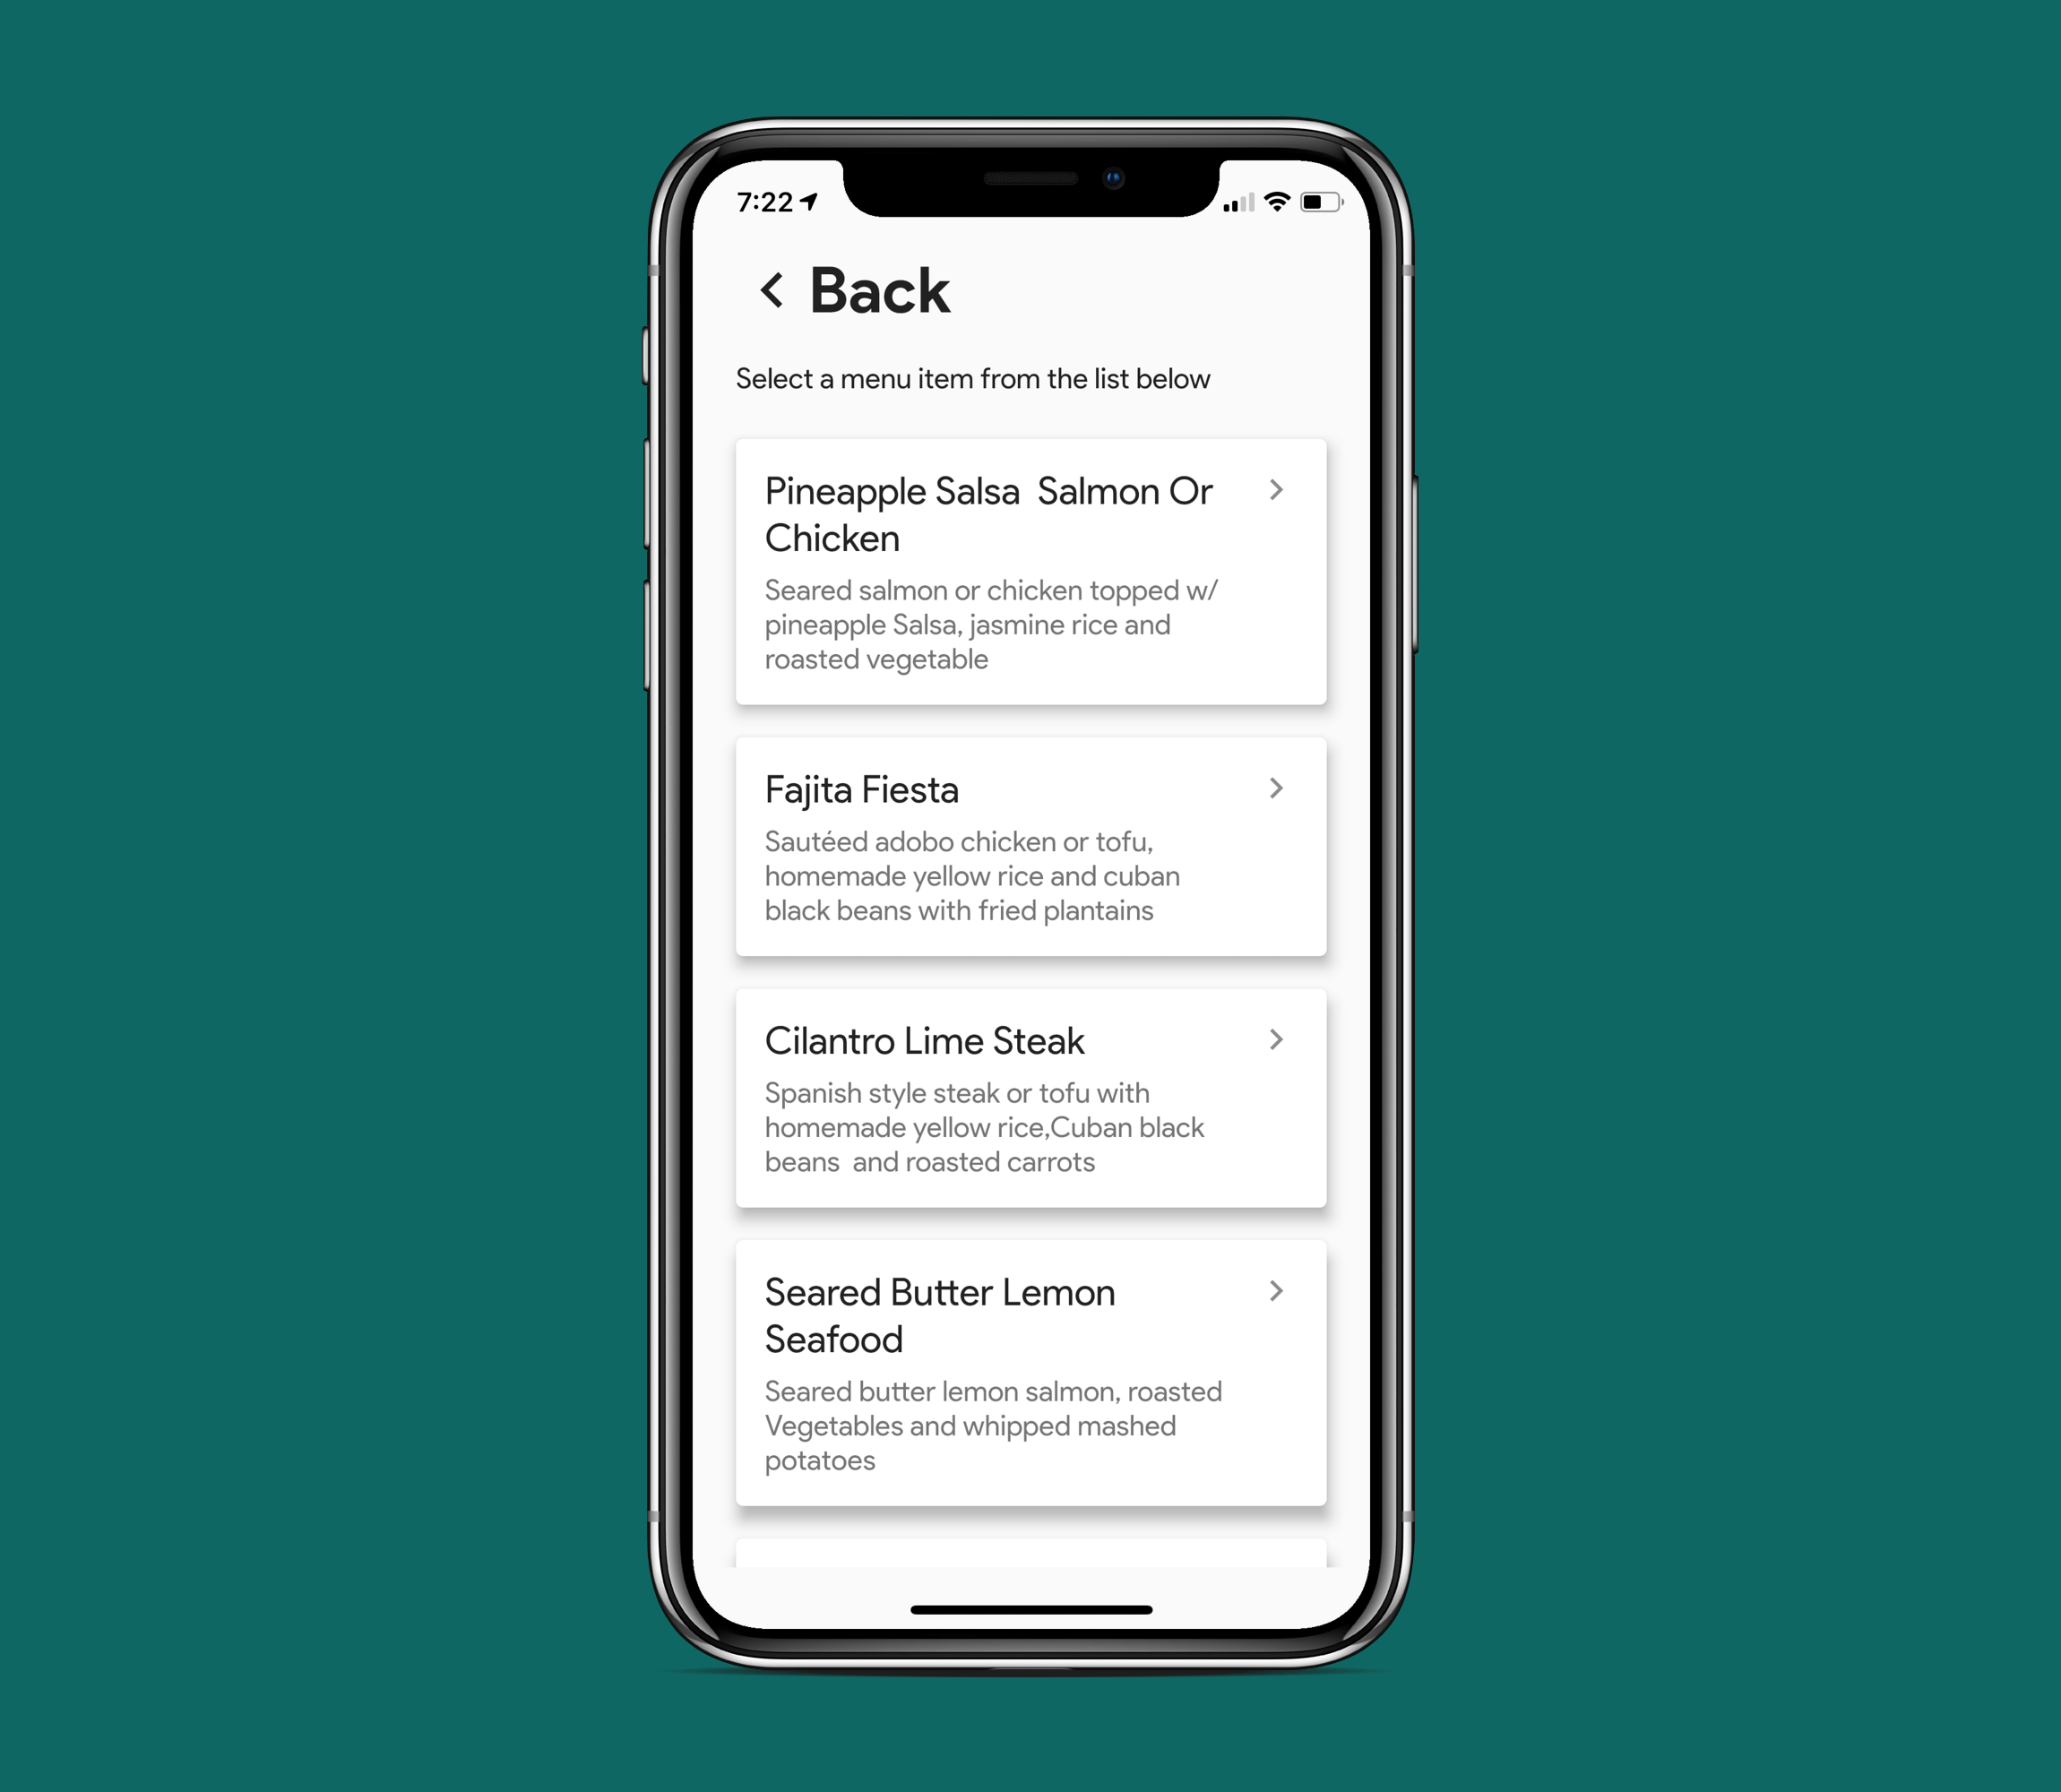 7:22
Back
Select a menu item from the list below
Pineapple Salsa  Salmon Or
Chicken
Seared salmon or chicken topped w/
pineapple Salsa, jasmine rice and
roasted vegetable
Fajita Fiesta
Sautéed adobo chicken or tofu,
homemade yellow rice and cuban
black beans with fried plantains
Cilantro Lime Steak
Spanish style steak or tofu with
homemade yellow rice,Cuban black
beans  and roasted carrots
Seared Butter Lemon
Seafood
Seared butter lemon salmon, roasted
Vegetables and whipped mashed
potatoes